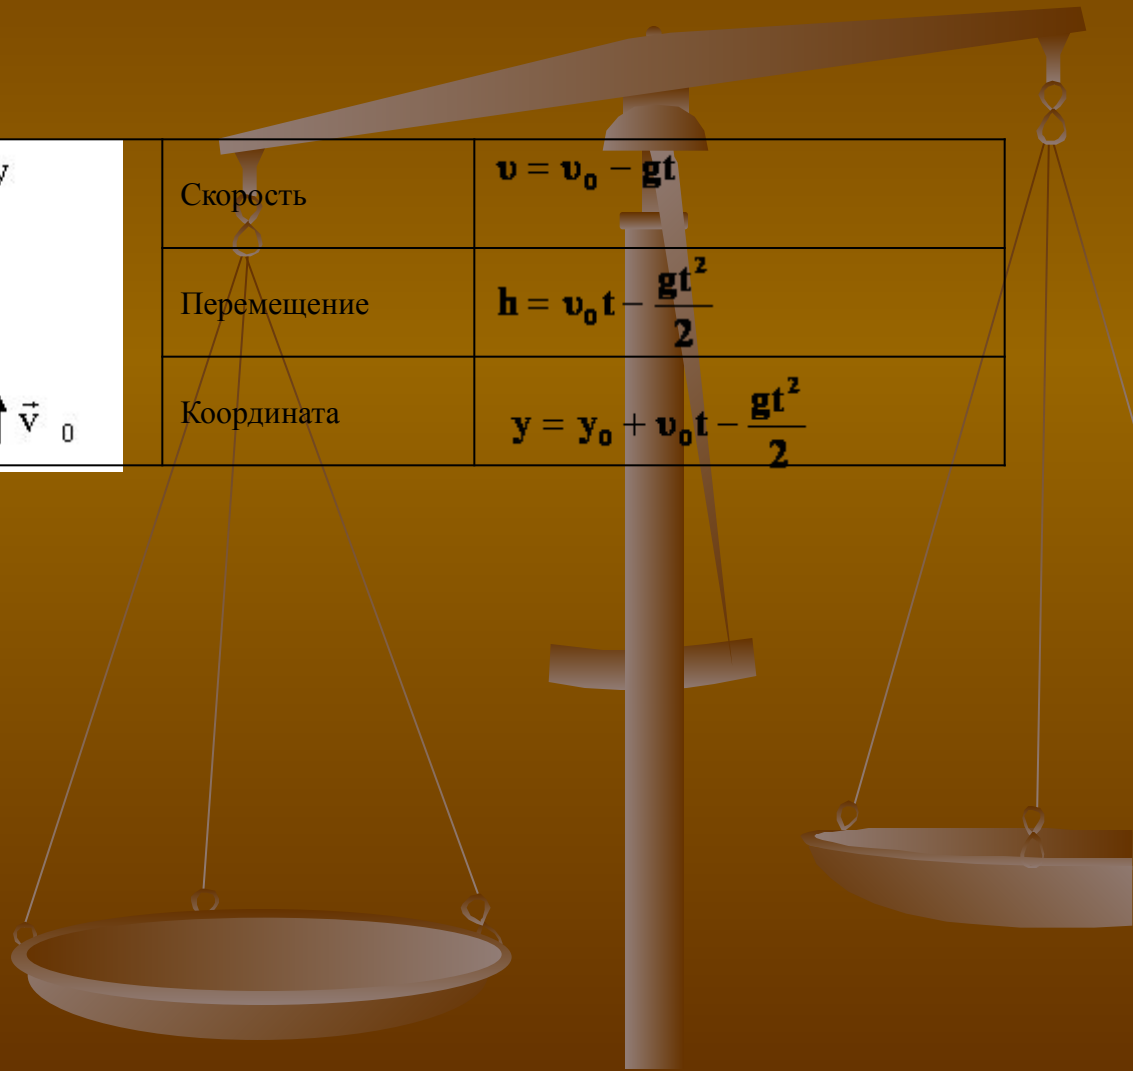 y
Скорость
υ = υ₀ − gt
Перемещение
h = υ₀t − gt²/2
v⃗ ₀
Координата
y = y₀ + υ₀t − gt²/2